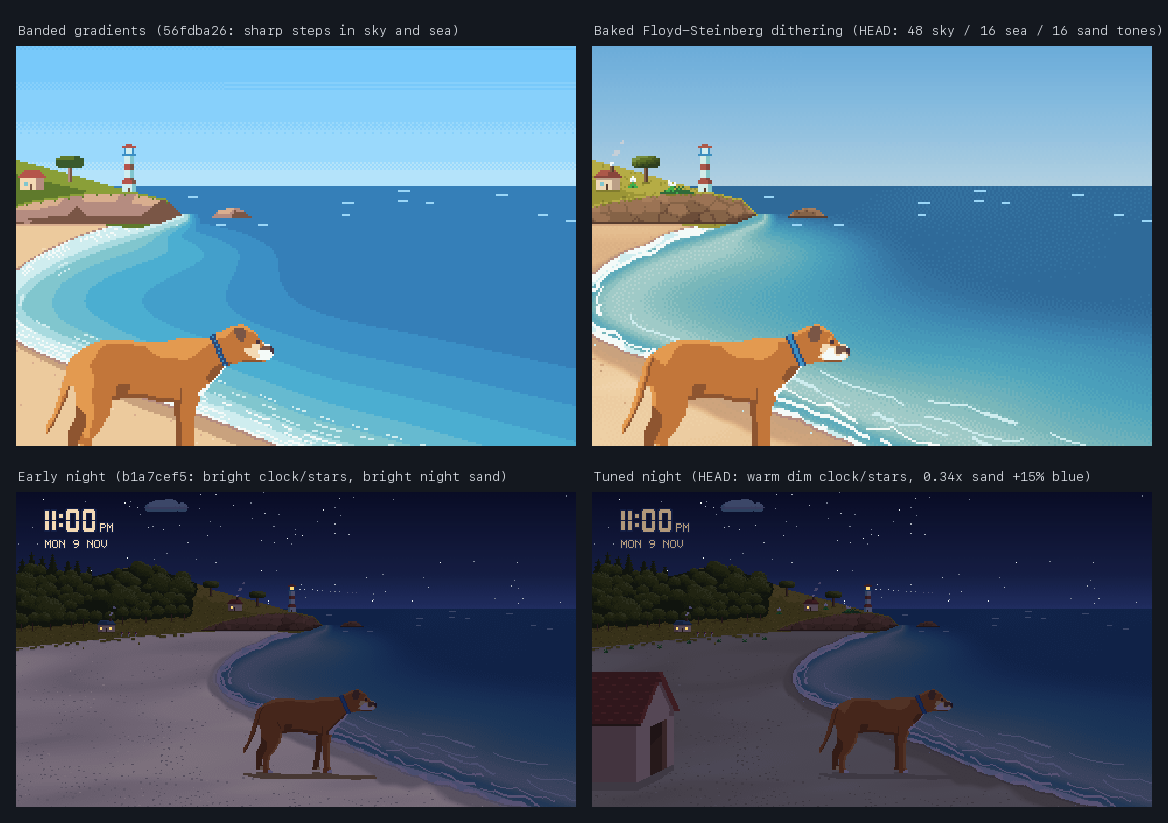 Banded gradients (56fdba26: sharp steps in sky and sea)
Baked Floyd-Steinberg dithering (HEAD: 48 sky / 16 sea / 16 sand tones)
Early night (b1a7cef5: bright clock/stars, bright night sand)
Tuned night (HEAD: warm dim clock/stars, 0.34x sand +15% blue)
11:00 PM
MON 9 NOV
11:00 PM
MON 9 NOV